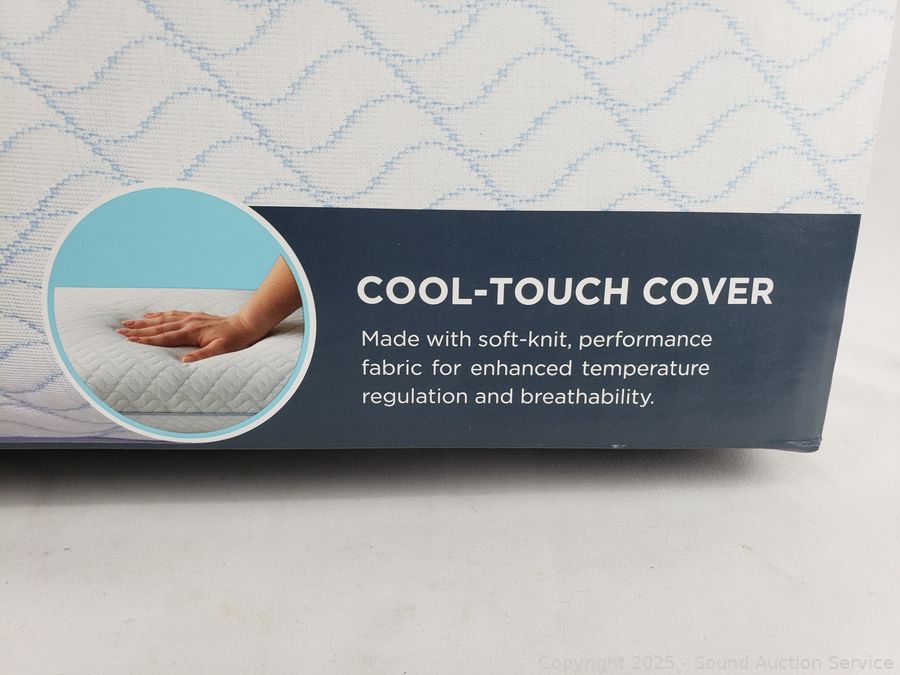 COOL-TOUCH COVER
Made with soft-knit, performance
fabric for enhanced temperature
regulation and breathability.
Copyright 2025 - Sound Auction Service